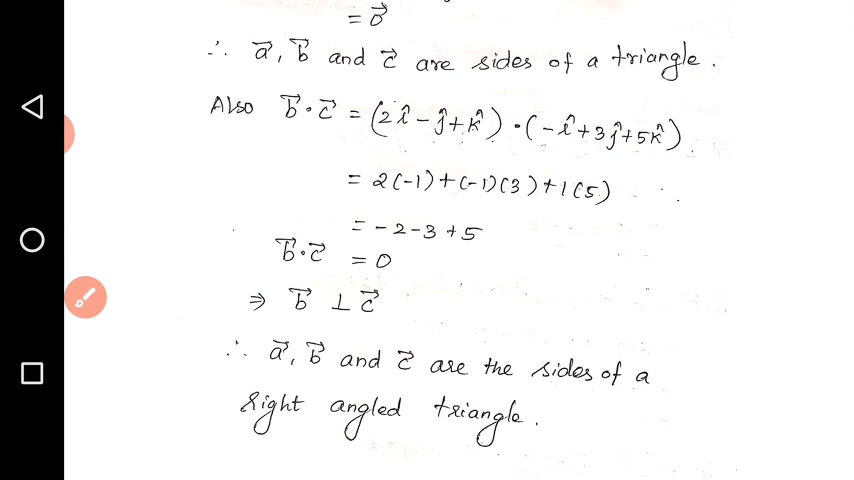 = 0⃗
∴ a⃗, b⃗ and c⃗ are sides of a triangle.
Also b⃗·c⃗ = (2î-ĵ+k̂)·(-î+3ĵ+5k̂)
= 2(-1)+(-1)(3)+1(5)
= -2-3+5
b⃗·c⃗ = 0
⇒ b⃗ ⊥ c⃗
∴ a⃗, b⃗ and c⃗ are the sides of a
right angled triangle.